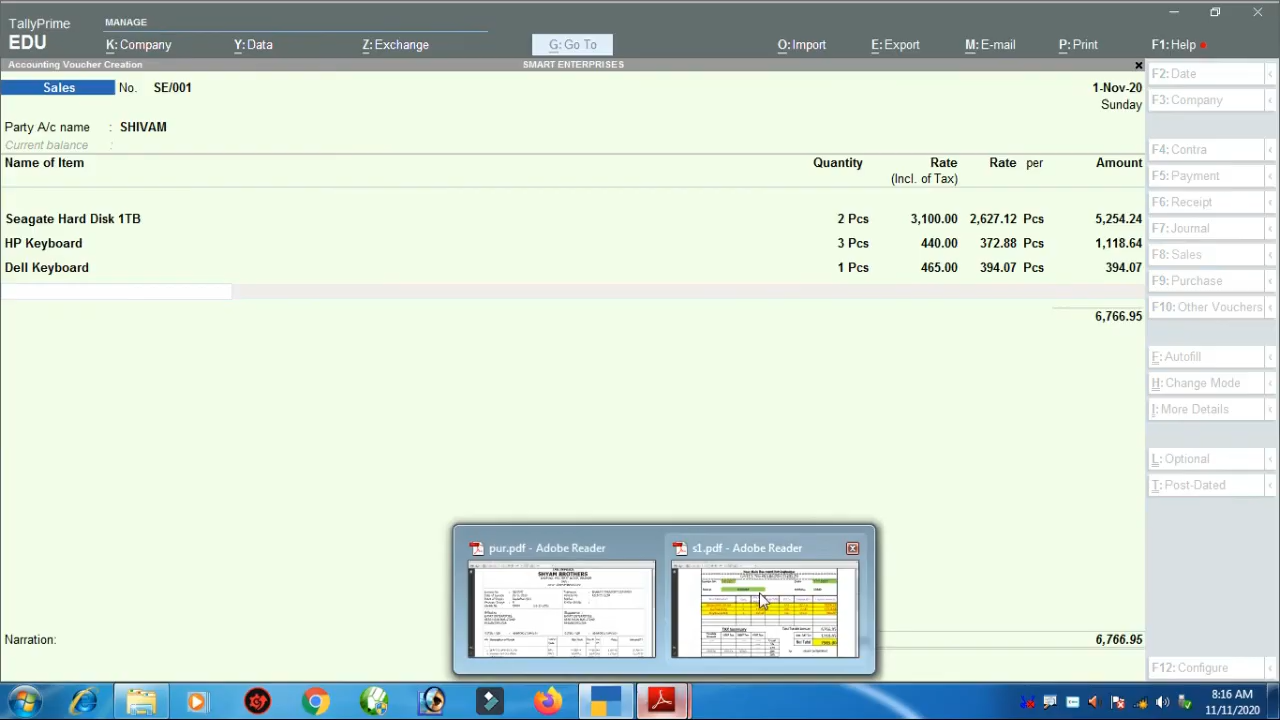 TallyPrime
EDU
MANAGE
K: Company
Y: Data
Z: Exchange
G: Go To
O: Import
E: Export
M: E-mail
P: Print
F1: Help
Accounting Voucher Creation
SMART ENTERPRISES
Sales No. SE/001
1-Nov-20
Sunday
Party A/c name : SHIVAM
Current balance :
Name of Item Quantity Rate Rate per Amount
(Incl. of Tax)
Seagate Hard Disk 1TB 2 Pcs 3,100.00 2,627.12 Pcs 5,254.24
HP Keyboard 3 Pcs 440.00 372.88 Pcs 1,118.64
Dell Keyboard 1 Pcs 465.00 394.07 Pcs 394.07
6,766.95
Narration:
6,766.95
F2: Date
F3: Company
F4: Contra
F5: Payment
F6: Receipt
F7: Journal
F8: Sales
F9: Purchase
F10: Other Vouchers
F: Autofill
H: Change Mode
I: More Details
L: Optional
T: Post-Dated
F12: Configure
pur.pdf - Adobe Reader
SHYAM BROTHERS
s1.pdf - Adobe Reader
8:16 AM
11/11/2020